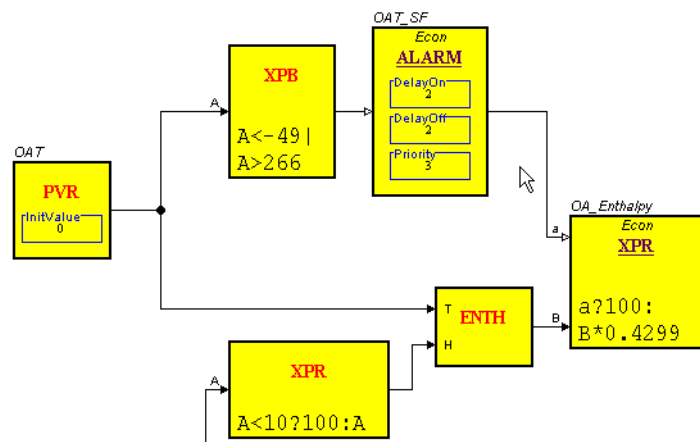 OAT_SF
Econ
ALARM
DelayOn
2
DelayOff
2
Priority
3
XPB
A
A<-49|
A>266
OAT
PVR
InitValue
0
OA_Enthalpy
Econ
XPR
a
a?100:
B*0.4299
B
ENTH
T
H
XPR
A
A<10?100:A